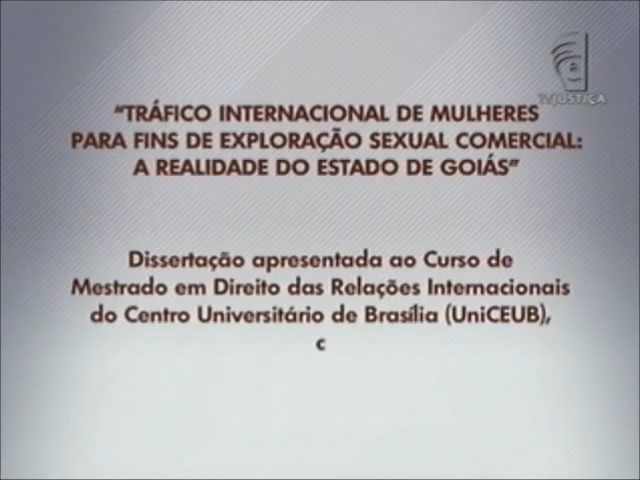 TV JUSTIÇA
"TRÁFICO INTERNACIONAL DE MULHERES
PARA FINS DE EXPLORAÇÃO SEXUAL COMERCIAL:
A REALIDADE DO ESTADO DE GOIÁS"
Dissertação apresentada ao Curso de
Mestrado em Direito das Relações Internacionais
do Centro Universitário de Brasília (UniCEUB),
c